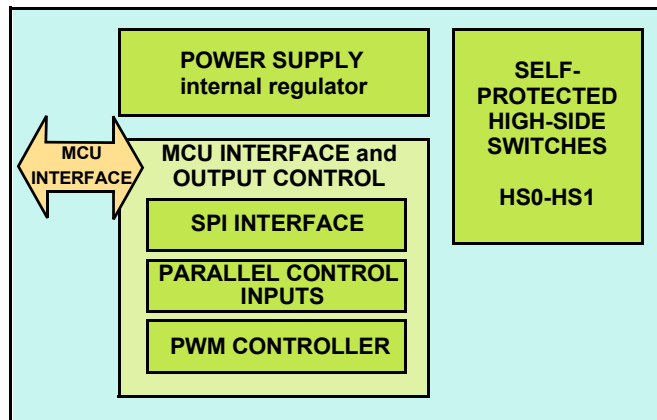 POWER SUPPLY
internal regulator
SELF-
PROTECTED
HIGH-SIDE
SWITCHES
HS0-HS1
MCU
INTERFACE
MCU INTERFACE and
OUTPUT CONTROL
SPI INTERFACE
PARALLEL CONTROL
INPUTS
PWM CONTROLLER